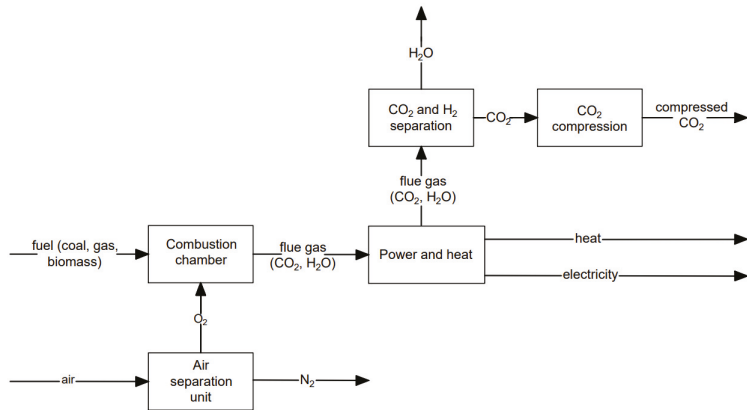 H₂O
CO₂ and H₂
separation
CO₂
CO₂
compression
compressed
CO₂
flue gas
(CO₂, H₂O)
fuel (coal, gas,
biomass)
Combustion
chamber
flue gas
(CO₂, H₂O)
Power and heat
heat
electricity
O₂
air
Air
separation
unit
N₂